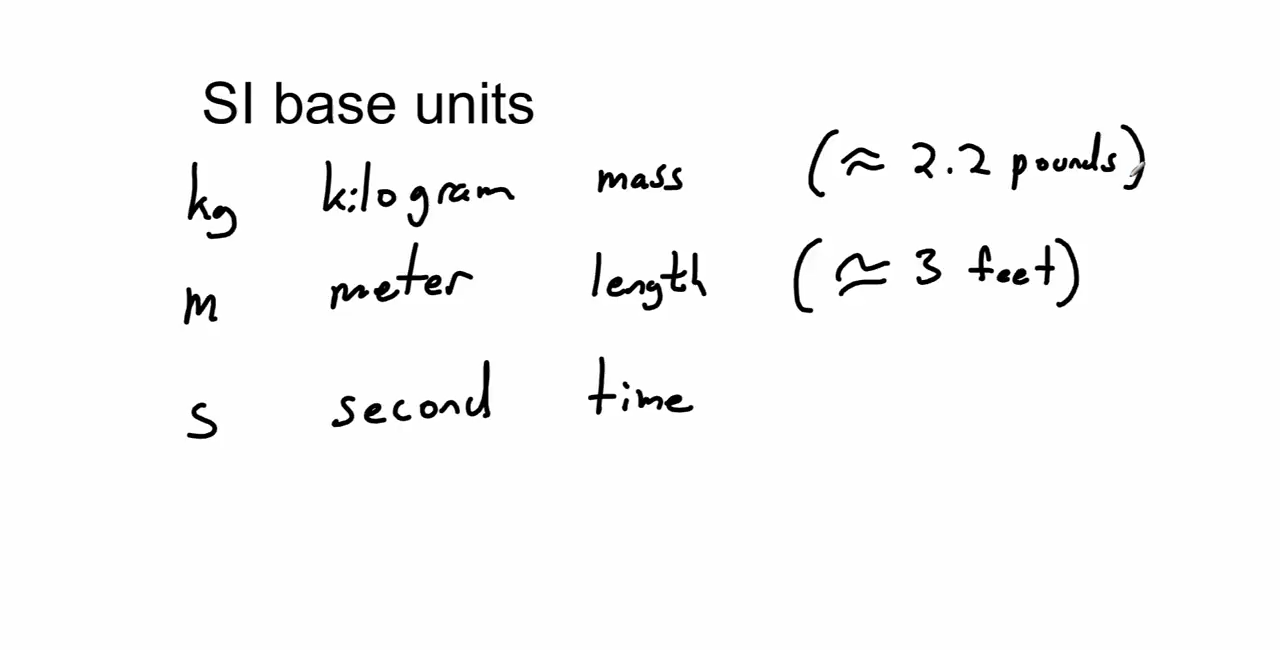 SI base units
kg kilogram mass (≈ 2.2 pounds)
m meter length (≃ 3 feet)
s second time